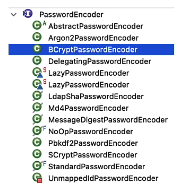 PasswordEncoder
AbstractPasswordEncoder
Argon2PasswordEncoder
BCryptPasswordEncoder
DelegatingPasswordEncoder
LazyPasswordEncoder
LazyPasswordEncoder
LdapShaPasswordEncoder
Md4PasswordEncoder
MessageDigestPasswordEncoder
NoOpPasswordEncoder
Pbkdf2PasswordEncoder
SCryptPasswordEncoder
StandardPasswordEncoder
UnmappedIdPasswordEncoder